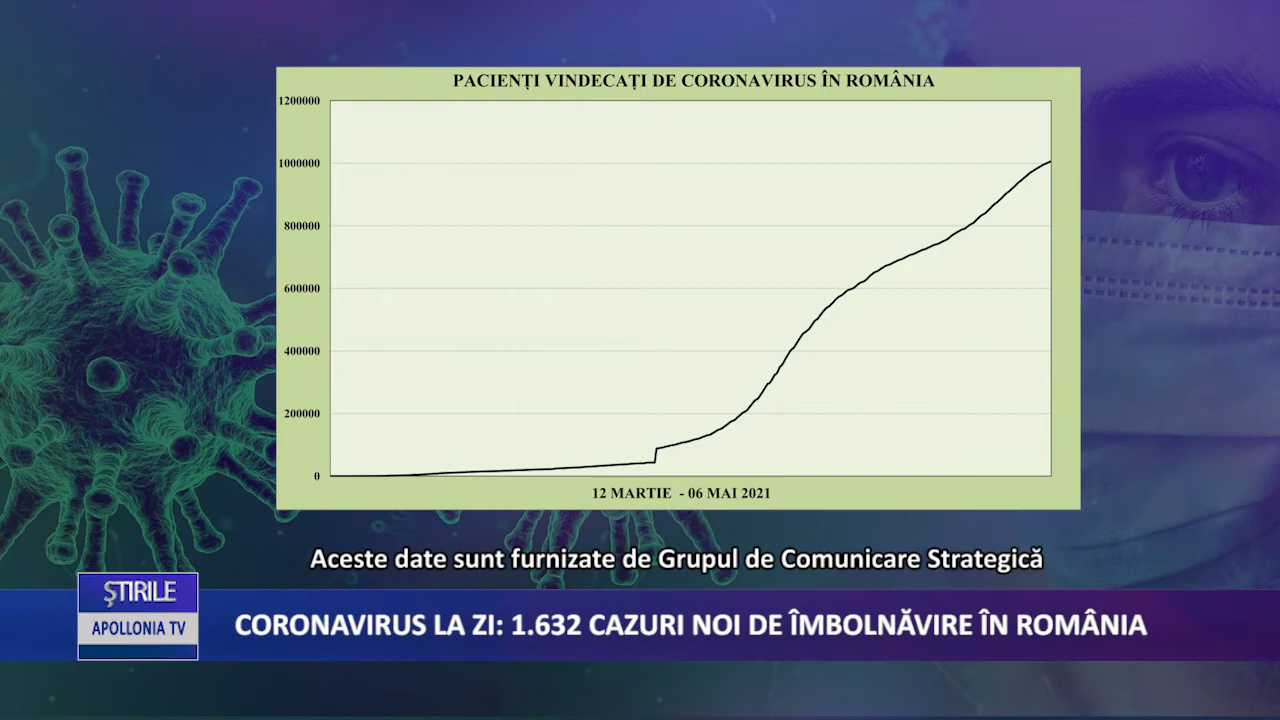 PACIENȚI VINDECAȚI DE CORONAVIRUS ÎN ROMÂNIA
1200000
1000000
800000
600000
400000
200000
0
12 MARTIE - 06 MAI 2021
Aceste date sunt furnizate de Grupul de Comunicare Strategică
ŞTIRILE
APOLLONIA TV
CORONAVIRUS LA ZI: 1.632 CAZURI NOI DE ÎMBOLNĂVIRE ÎN ROMÂNIA